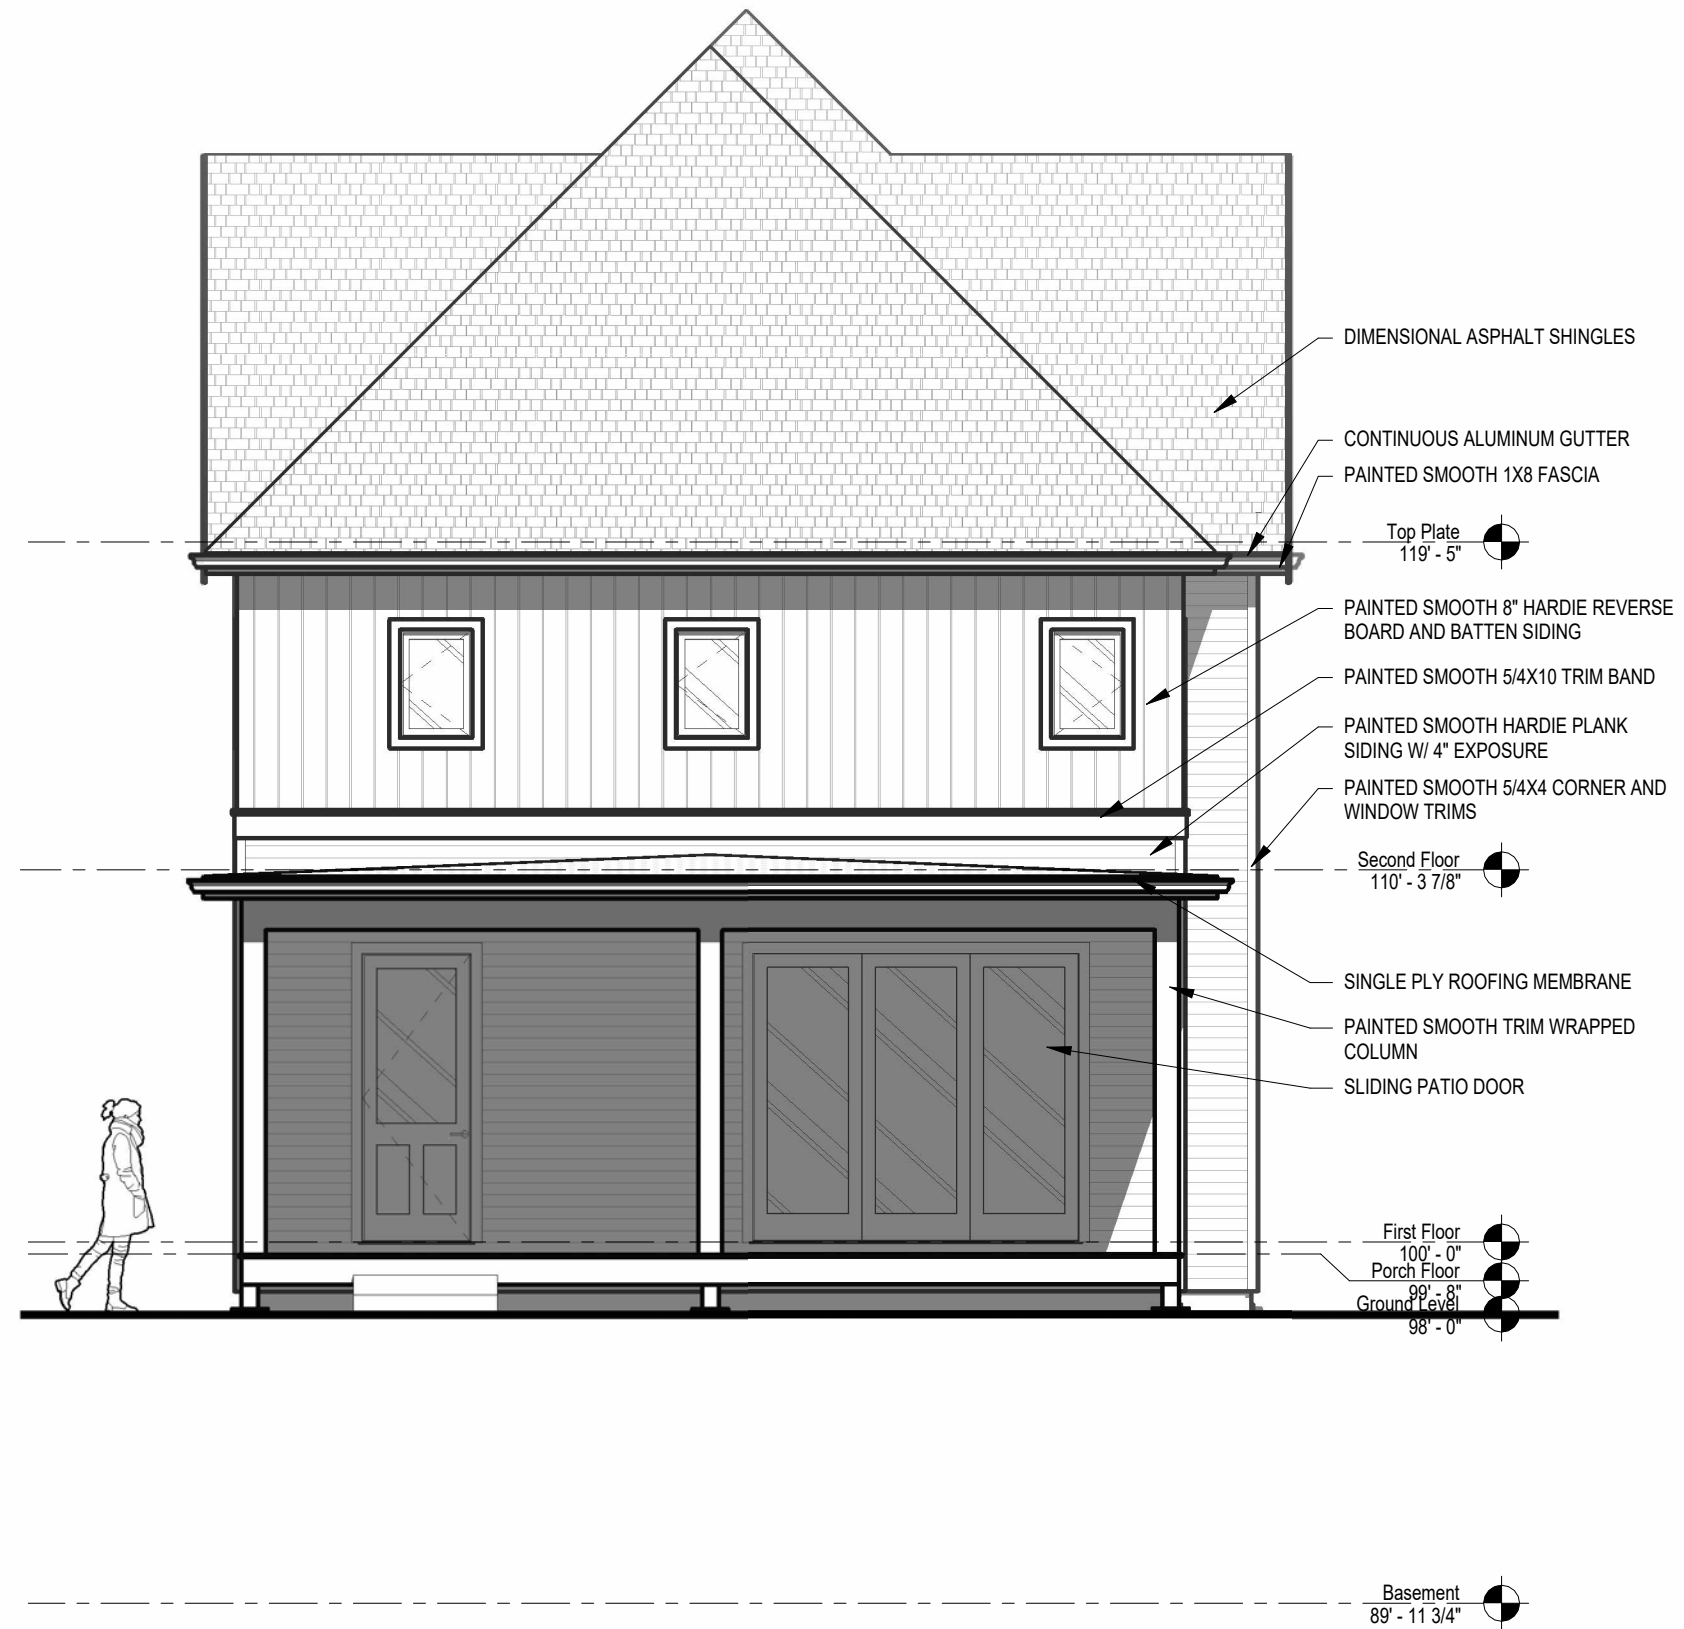 DIMENSIONAL ASPHALT SHINGLES
CONTINUOUS ALUMINUM GUTTER
PAINTED SMOOTH 1X8 FASCIA
Top Plate
119' - 5"
PAINTED SMOOTH 8" HARDIE REVERSE
BOARD AND BATTEN SIDING
PAINTED SMOOTH 5/4X10 TRIM BAND
PAINTED SMOOTH HARDIE PLANK
SIDING W/ 4" EXPOSURE
PAINTED SMOOTH 5/4X4 CORNER AND
WINDOW TRIMS
Second Floor
110' - 3 7/8"
SINGLE PLY ROOFING MEMBRANE
PAINTED SMOOTH TRIM WRAPPED
COLUMN
SLIDING PATIO DOOR
First Floor
100' - 0"
Porch Floor
99' - 8"
Ground Level
98' - 0"
Basement
89' - 11 3/4"